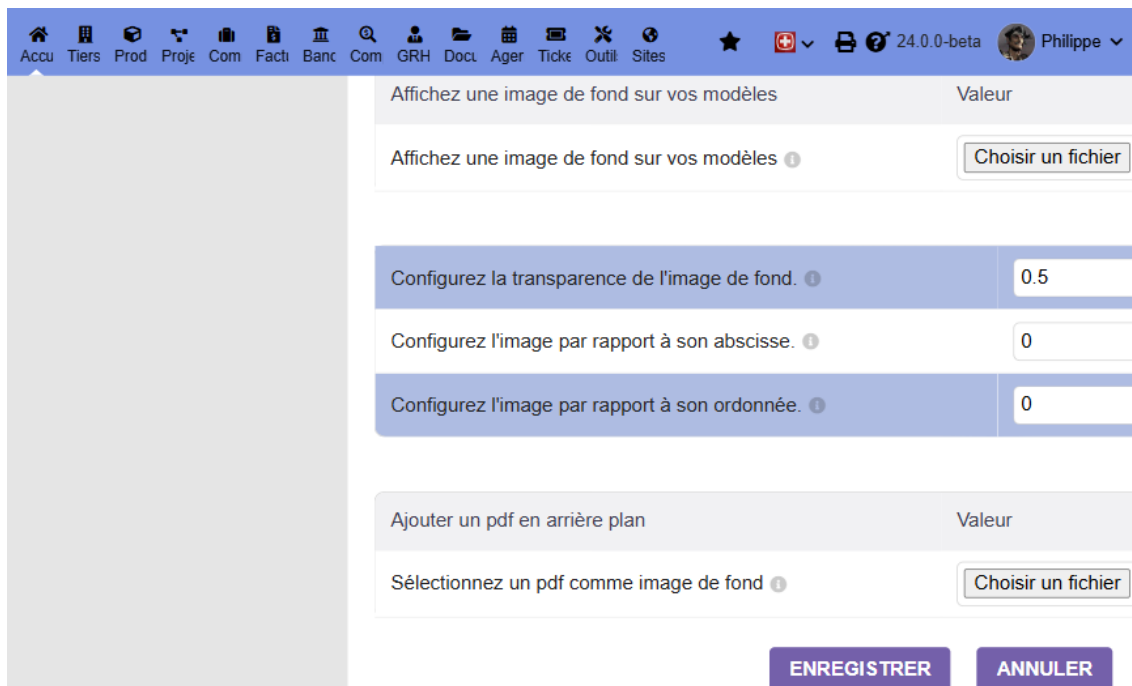 Accu Tiers Prod Proje Com Factu Banc Com GRH Docu Ager Ticke Outil Sites 24.0.0-beta Philippe
Affichez une image de fond sur vos modèles Valeur
Affichez une image de fond sur vos modèles Choisir un fichier
Configurez la transparence de l'image de fond. 0.5
Configurez l'image par rapport à son abscisse. 0
Configurez l'image par rapport à son ordonnée. 0
Ajouter un pdf en arrière plan Valeur
Sélectionnez un pdf comme image de fond Choisir un fichier
ENREGISTRER ANNULER